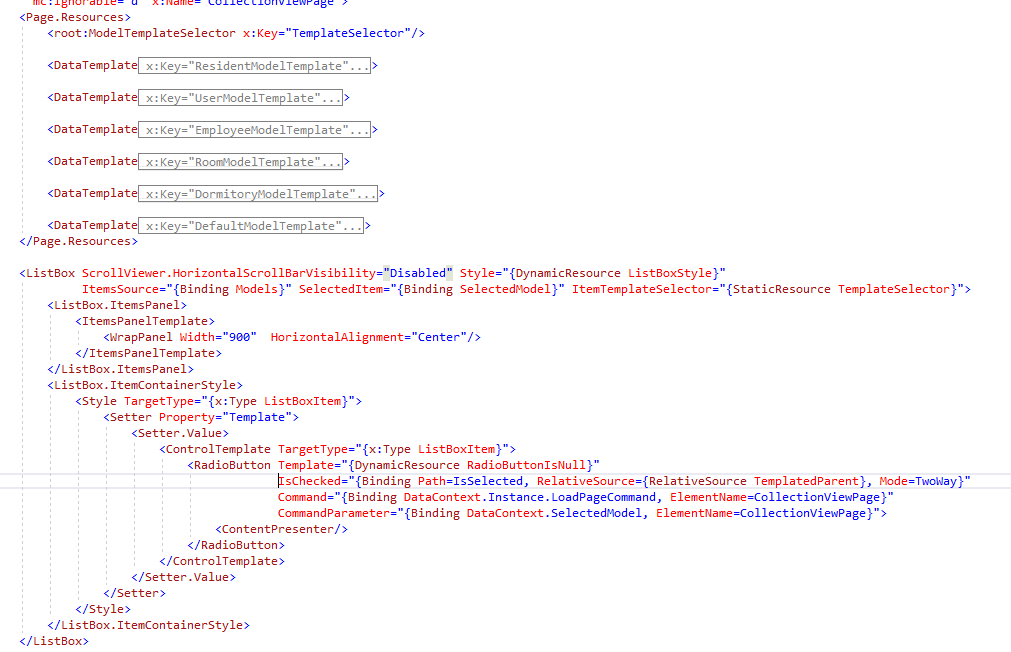 mc:Ignorable="d" x:Name="CollectionViewPage">
<Page.Resources>
<root:ModelTemplateSelector x:Key="TemplateSelector"/>
<DataTemplate x:Key="ResidentModelTemplate"...>
<DataTemplate x:Key="UserModelTemplate"...>
<DataTemplate x:Key="EmployeeModelTemplate"...>
<DataTemplate x:Key="RoomModelTemplate"...>
<DataTemplate x:Key="DormitoryModelTemplate"...>
<DataTemplate x:Key="DefaultModelTemplate"...>
</Page.Resources>
<ListBox ScrollViewer.HorizontalScrollBarVisibility="Disabled" Style="{DynamicResource ListBoxStyle}"
ItemsSource="{Binding Models}" SelectedItem="{Binding SelectedModel}" ItemTemplateSelector="{StaticResource TemplateSelector}">
<ListBox.ItemsPanel>
<ItemsPanelTemplate>
<WrapPanel Width="900" HorizontalAlignment="Center"/>
</ItemsPanelTemplate>
</ListBox.ItemsPanel>
<ListBox.ItemContainerStyle>
<Style TargetType="{x:Type ListBoxItem}">
<Setter Property="Template">
<Setter.Value>
<ControlTemplate TargetType="{x:Type ListBoxItem}">
<RadioButton Template="{DynamicResource RadioButtonIsNull}"
IsChecked="{Binding Path=IsSelected, RelativeSource={RelativeSource TemplatedParent}, Mode=TwoWay}"
Command="{Binding DataContext.Instance.LoadPageCommand, ElementName=CollectionViewPage}"
CommandParameter="{Binding DataContext.SelectedModel, ElementName=CollectionViewPage}">
<ContentPresenter/>
</RadioButton>
</ControlTemplate>
</Setter.Value>
</Setter>
</Style>
</ListBox.ItemContainerStyle>
</ListBox>